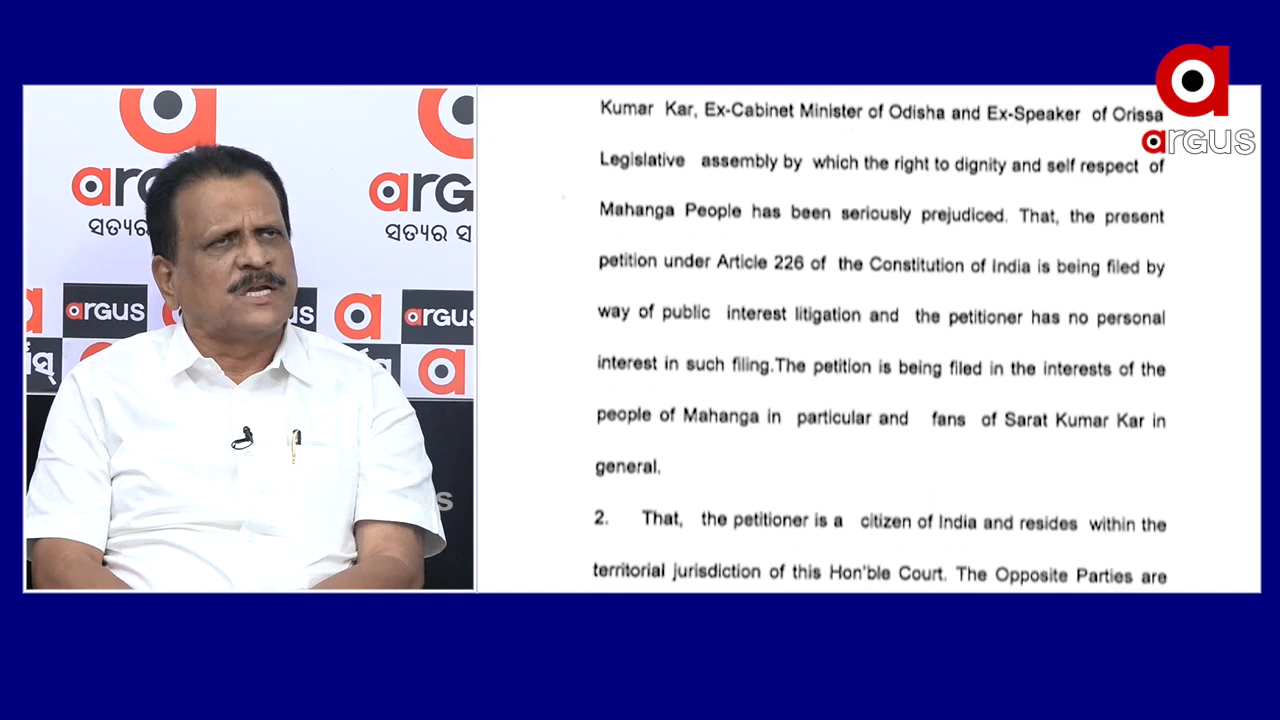 argus
argus
ସତ୍ୟର
ସତ୍ୟର ସ
argus
argus
Kumar Kar, Ex-Cabinet Minister of Odisha and Ex-Speaker of Orissa
Legislative assembly by which the right to dignity and self respect of
Mahanga People has been seriously prejudiced. That, the present
petition under Article 226 of the Constitution of India is being filed by
way of public interest litigation and the petitioner has no personal
interest in such filing.The petition is being filed in the interests of the
people of Mahanga in particular and fans of Sarat Kumar Kar in
general.
2. That, the petitioner is a citizen of India and resides within the
territorial jurisdiction of this Hon'ble Court. The Opposite Parties are